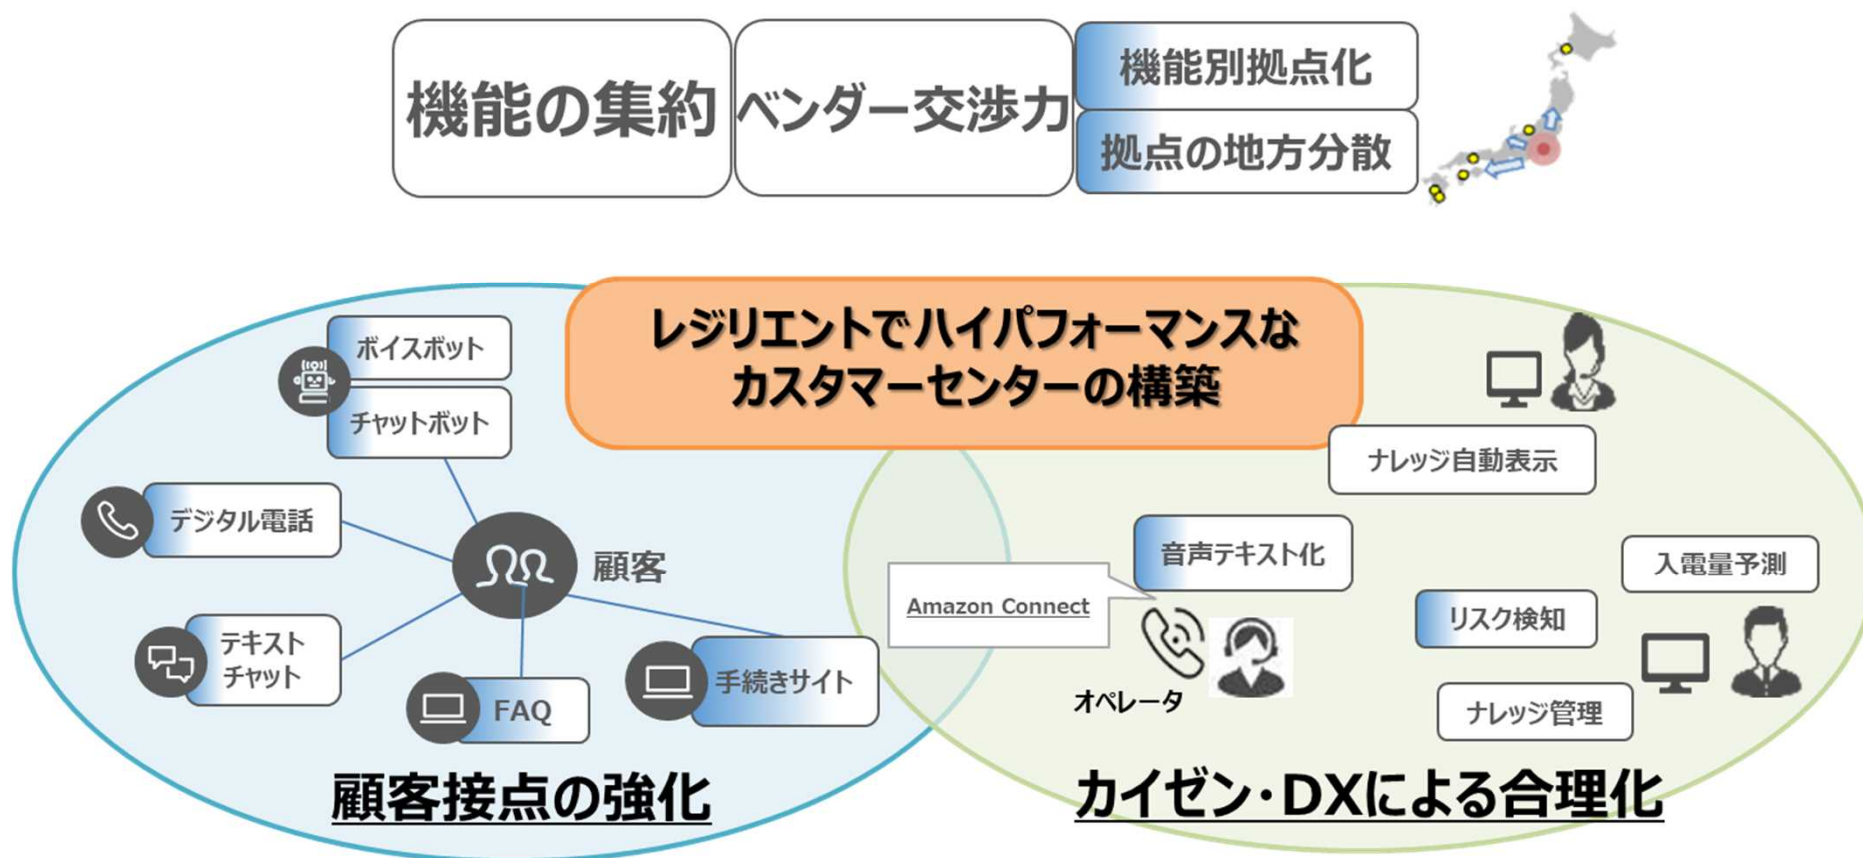 機能の集約
ベンダー交渉力
機能別拠点化
拠点の地方分散
レジリエントでハイパフォーマンスな
カスタマーセンターの構築
ボイスボット
チャットボット
デジタル電話
顧客
テキスト
チャット
FAQ
手続きサイト
顧客接点の強化
ナレッジ自動表示
音声テキスト化
入電量予測
Amazon Connect
リスク検知
オペレータ
ナレッジ管理
カイゼン・DXによる合理化